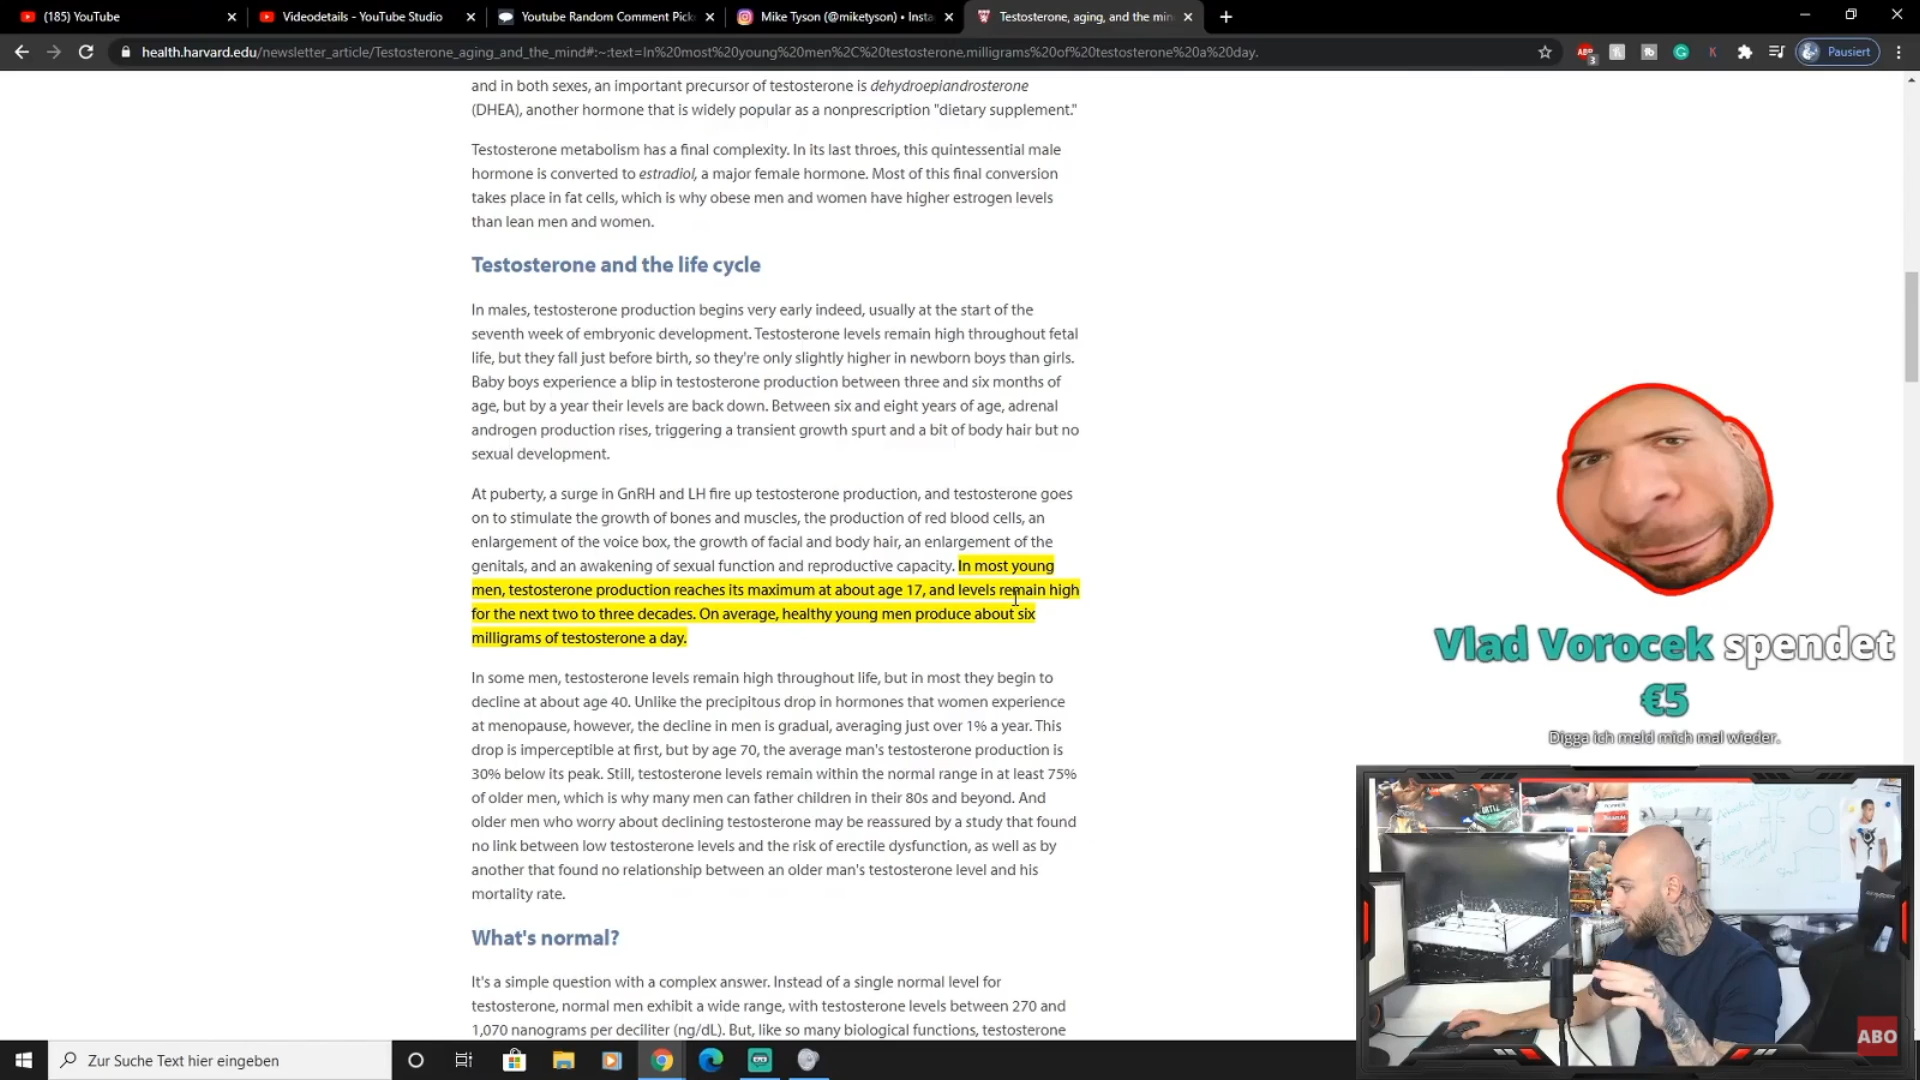 (185) YouTube
Videodetails - YouTube Studio
Youtube Random Comment Pick
Mike Tyson (@miketyson) • Insta
Testosterone, aging, and the min
health.harvard.edu/newsletter_article/Testosterone_aging_and_the_mind#:~:text=In%20most%20young%20men%2C%20testosterone,milligrams%20of%20testosterone%20a%20day.
ABP
3
K
Pausiert
and in both sexes, an important precursor of testosterone is dehydroepiandrosterone
(DHEA), another hormone that is widely popular as a nonprescription "dietary supplement."
Testosterone metabolism has a final complexity. In its last throes, this quintessential male
hormone is converted to estradiol, a major female hormone. Most of this final conversion
takes place in fat cells, which is why obese men and women have higher estrogen levels
than lean men and women.
Testosterone and the life cycle
In males, testosterone production begins very early indeed, usually at the start of the
seventh week of embryonic development. Testosterone levels remain high throughout fetal
life, but they fall just before birth, so they're only slightly higher in newborn boys than girls.
Baby boys experience a blip in testosterone production between three and six months of
age, but by a year their levels are back down. Between six and eight years of age, adrenal
androgen production rises, triggering a transient growth spurt and a bit of body hair but no
sexual development.
At puberty, a surge in GnRH and LH fire up testosterone production, and testosterone goes
on to stimulate the growth of bones and muscles, the production of red blood cells, an
enlargement of the voice box, the growth of facial and body hair, an enlargement of the
genitals, and an awakening of sexual function and reproductive capacity. In most young
men, testosterone production reaches its maximum at about age 17, and levels remain high
for the next two to three decades. On average, healthy young men produce about six
milligrams of testosterone a day.
In some men, testosterone levels remain high throughout life, but in most they begin to
decline at about age 40. Unlike the precipitous drop in hormones that women experience
at menopause, however, the decline in men is gradual, averaging just over 1% a year. This
drop is imperceptible at first, but by age 70, the average man's testosterone production is
30% below its peak. Still, testosterone levels remain within the normal range in at least 75%
of older men, which is why many men can father children in their 80s and beyond. And
older men who worry about declining testosterone may be reassured by a study that found
no link between low testosterone levels and the risk of erectile dysfunction, as well as by
another that found no relationship between an older man's testosterone level and his
mortality rate.
What's normal?
It's a simple question with a complex answer. Instead of a single normal level for
testosterone, normal men exhibit a wide range, with testosterone levels between 270 and
1,070 nanograms per deciliter (ng/dL). But, like so many biological functions, testosterone
Vlad Vorocek spendet
€5
Digga ich meld mich mal wieder.
ABO
Zur Suche Text hier eingeben